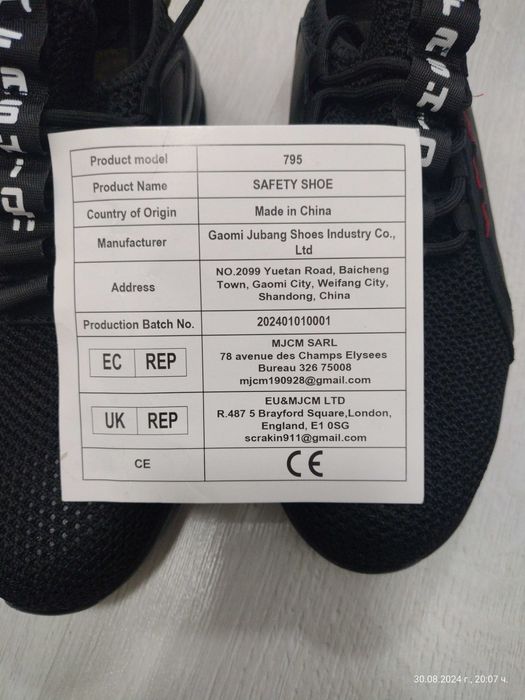 FASHIO
FASHIO
Product model 795
Product Name SAFETY SHOE
Country of Origin Made in China
Manufacturer Gaomi Jubang Shoes Industry Co.,
Ltd
Address NO.2099 Yuetan Road, Baicheng
Town, Gaomi City, Weifang City,
Shandong, China
Production Batch No. 202401010001
EC REP MJCM SARL
78 avenue des Champs Elysees
Bureau 326 75008
mjcm190928@gmail.com
UK REP EU&MJCM LTD
R.487 5 Brayford Square,London,
England, E1 0SG
scrakin911@gmail.com
CE CE
30.08.2024 г., 20:07 ч.